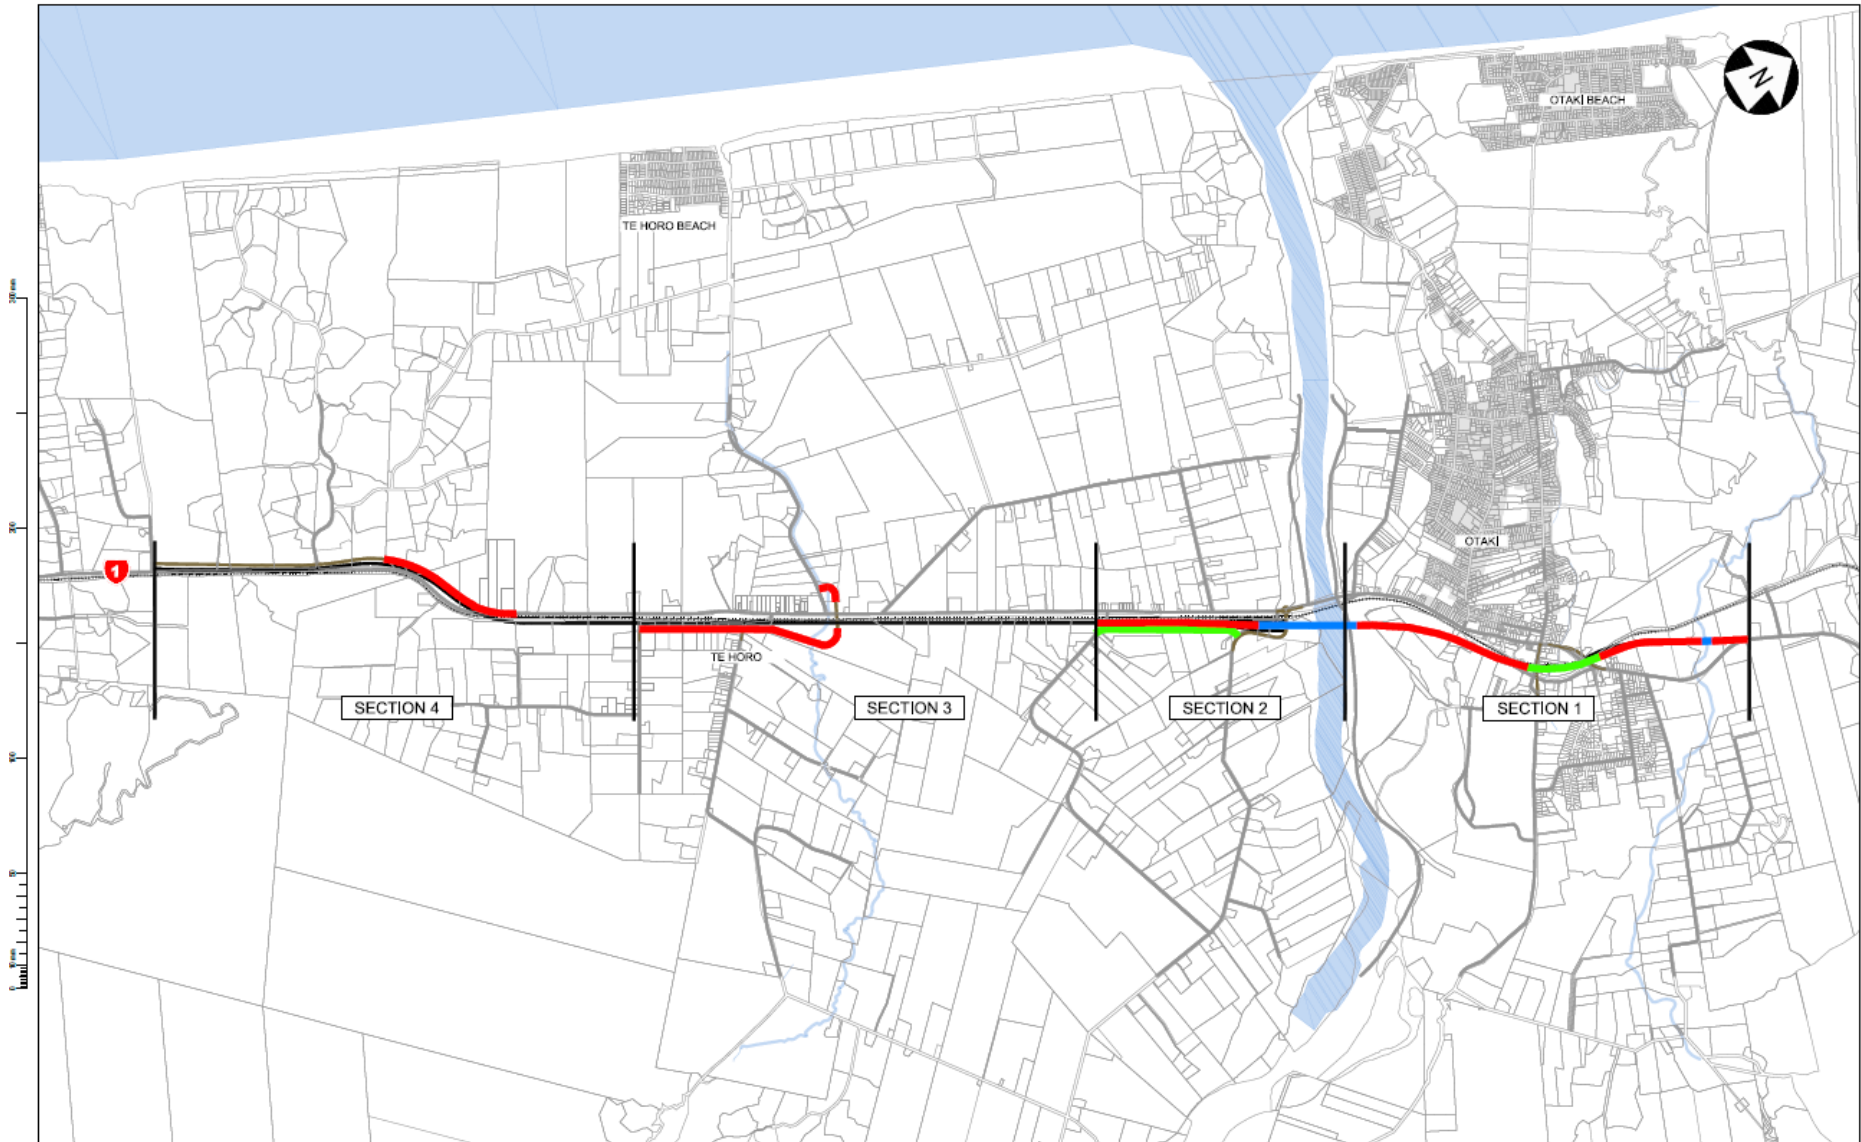 N
OTAKI BEACH
TE HORO BEACH
OTAKI
1
TE HORO
SECTION 4
SECTION 3
SECTION 2
SECTION 1